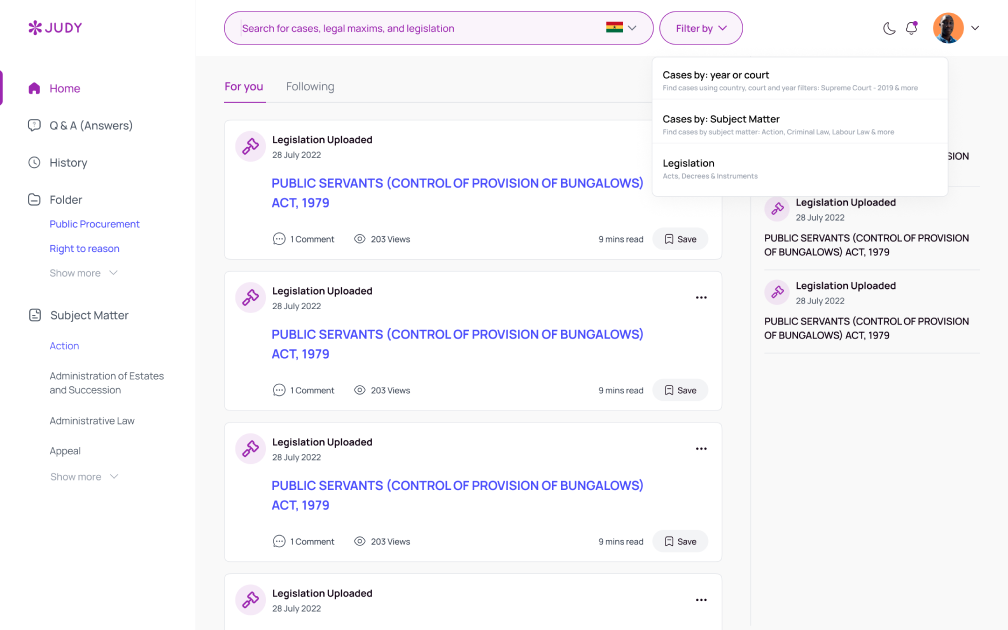 JUDY
Search for cases, legal maxims, and legislation
Filter by
Home
Q & A (Answers)
History
Folder
Public Procurement
Right to reason
Show more
Subject Matter
Action
Administration of Estates
and Succession
Administrative Law
Appeal
Show more
For you
Following
Legislation Uploaded
28 July 2022
PUBLIC SERVANTS (CONTROL OF PROVISION OF BUNGALOWS)
ACT, 1979
1 Comment
203 Views
9 mins read
Save
Legislation Uploaded
28 July 2022
PUBLIC SERVANTS (CONTROL OF PROVISION OF BUNGALOWS)
ACT, 1979
1 Comment
203 Views
9 mins read
Save
Legislation Uploaded
28 July 2022
PUBLIC SERVANTS (CONTROL OF PROVISION OF BUNGALOWS)
ACT, 1979
1 Comment
203 Views
9 mins read
Save
Legislation Uploaded
28 July 2022
Cases by: year or court
Find cases using country, court and year filters: Supreme Court - 2019 & more
Cases by: Subject Matter
Find cases by subject matter: Action, Criminal Law, Labour Law & more
Legislation
Acts, Decrees & Instruments
SION
Legislation Uploaded
28 July 2022
PUBLIC SERVANTS (CONTROL OF PROVISION
OF BUNGALOWS) ACT, 1979
Legislation Uploaded
28 July 2022
PUBLIC SERVANTS (CONTROL OF PROVISION
OF BUNGALOWS) ACT, 1979